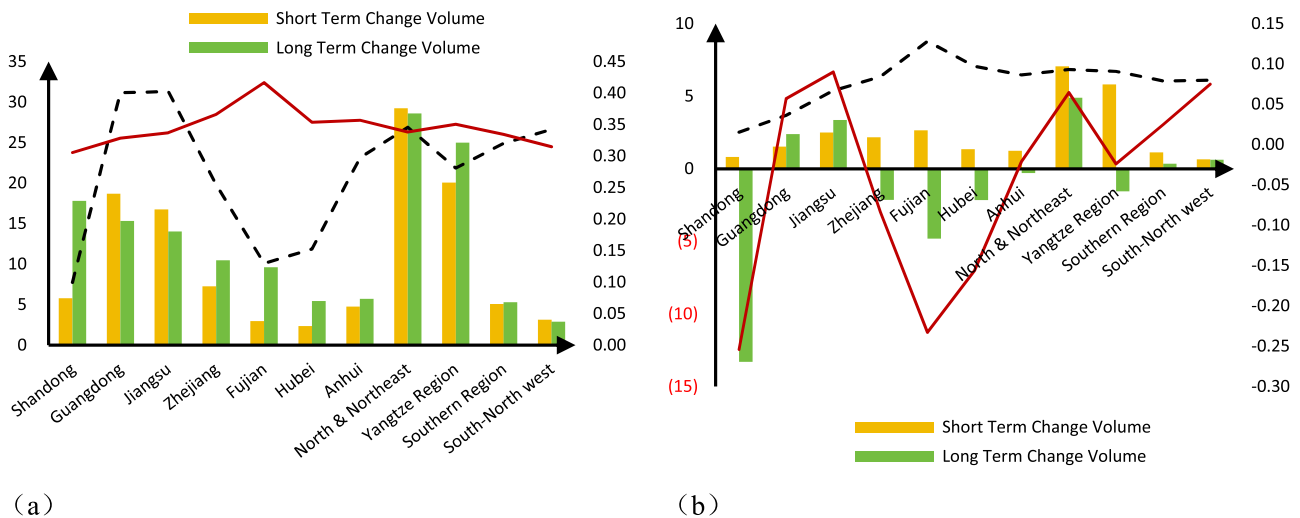 Short Term Change Volume
Long Term Change Volume
35
30
25
20
15
10
5
0
0.45
0.40
0.35
0.30
0.25
0.20
0.15
0.10
0.05
0.00
Shandong
Guangdong
Jiangsu
Zhejiang
Fujian
Hubei
Anhui
North & Northeast
Yangtze Region
Southern Region
South-North west
(a)
10
5
0
(5)
(10)
(15)
0.15
0.10
0.05
0.00
-0.05
-0.10
-0.15
-0.20
-0.25
-0.30
Shandong
Guangdong
Jiangsu
Zhejiang
Fujian
Hubei
Anhui
North & Northeast
Yangtze Region
Southern Region
South-North west
Short Term Change Volume
Long Term Change Volume
(b)